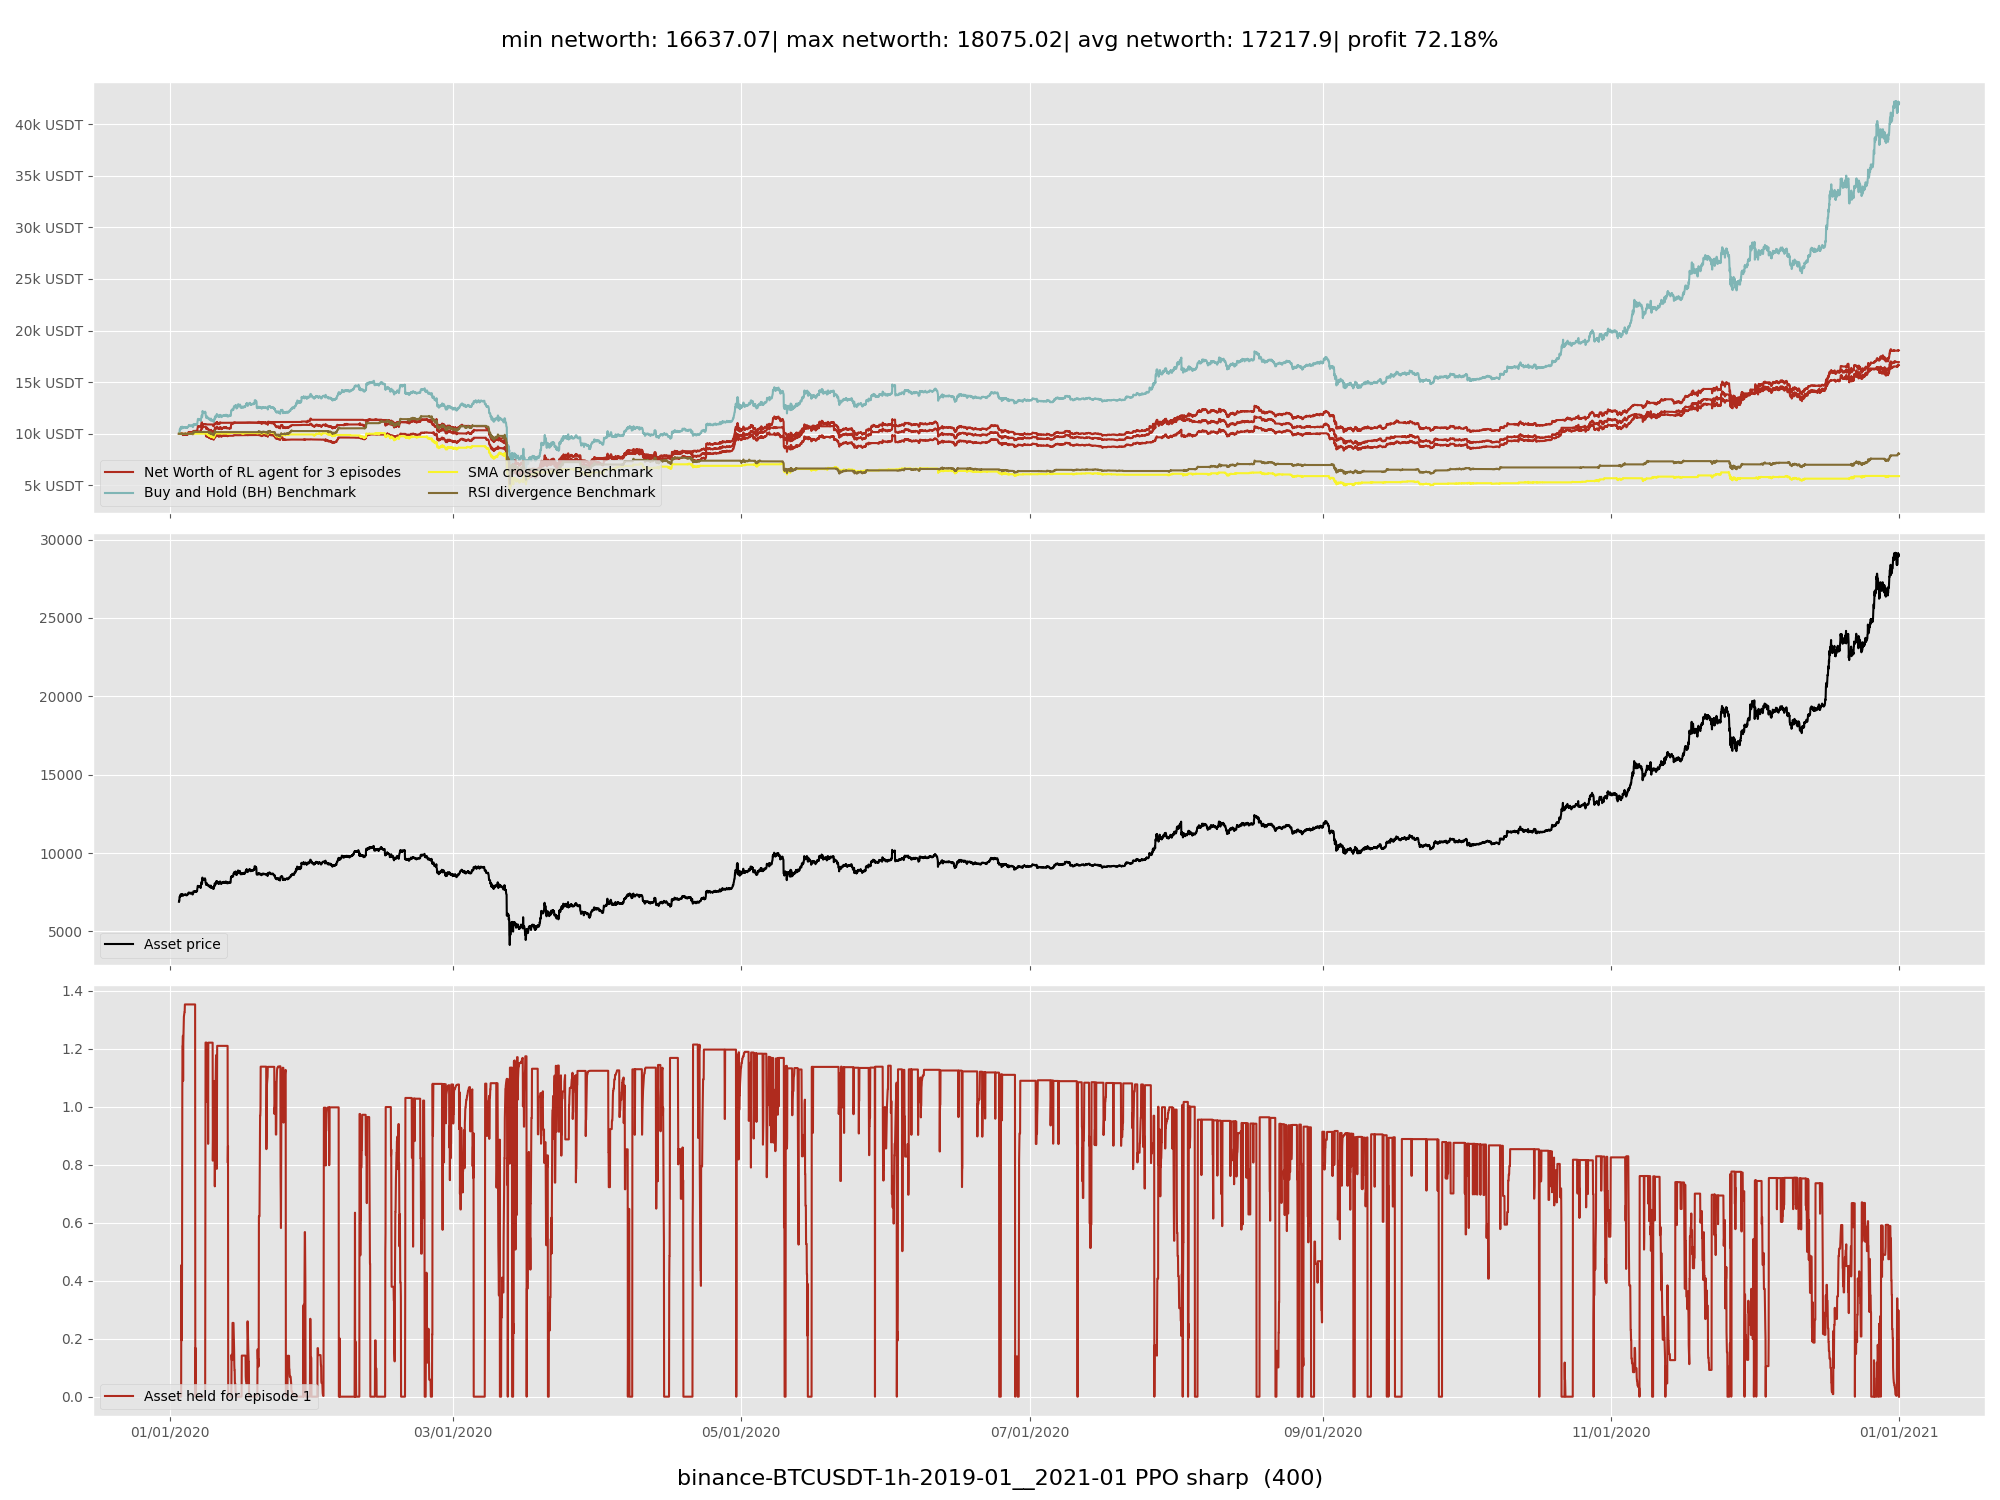 min networth: 16637.07| max networth: 18075.02| avg networth: 17217.9| profit 72.18%
40k USDT
35k USDT
30k USDT
25k USDT
20k USDT
15k USDT
10k USDT
5k USDT
Net Worth of RL agent for 3 episodes
Buy and Hold (BH) Benchmark
SMA crossover Benchmark
RSI divergence Benchmark
30000
25000
20000
15000
10000
5000
Asset price
1.4
1.2
1.0
0.8
0.6
0.4
0.2
0.0
Asset held for episode 1
01/01/2020 03/01/2020 05/01/2020 07/01/2020 09/01/2020 11/01/2020 01/01/2021
binance-BTCUSDT-1h-2019-01__2021-01 PPO sharp (400)